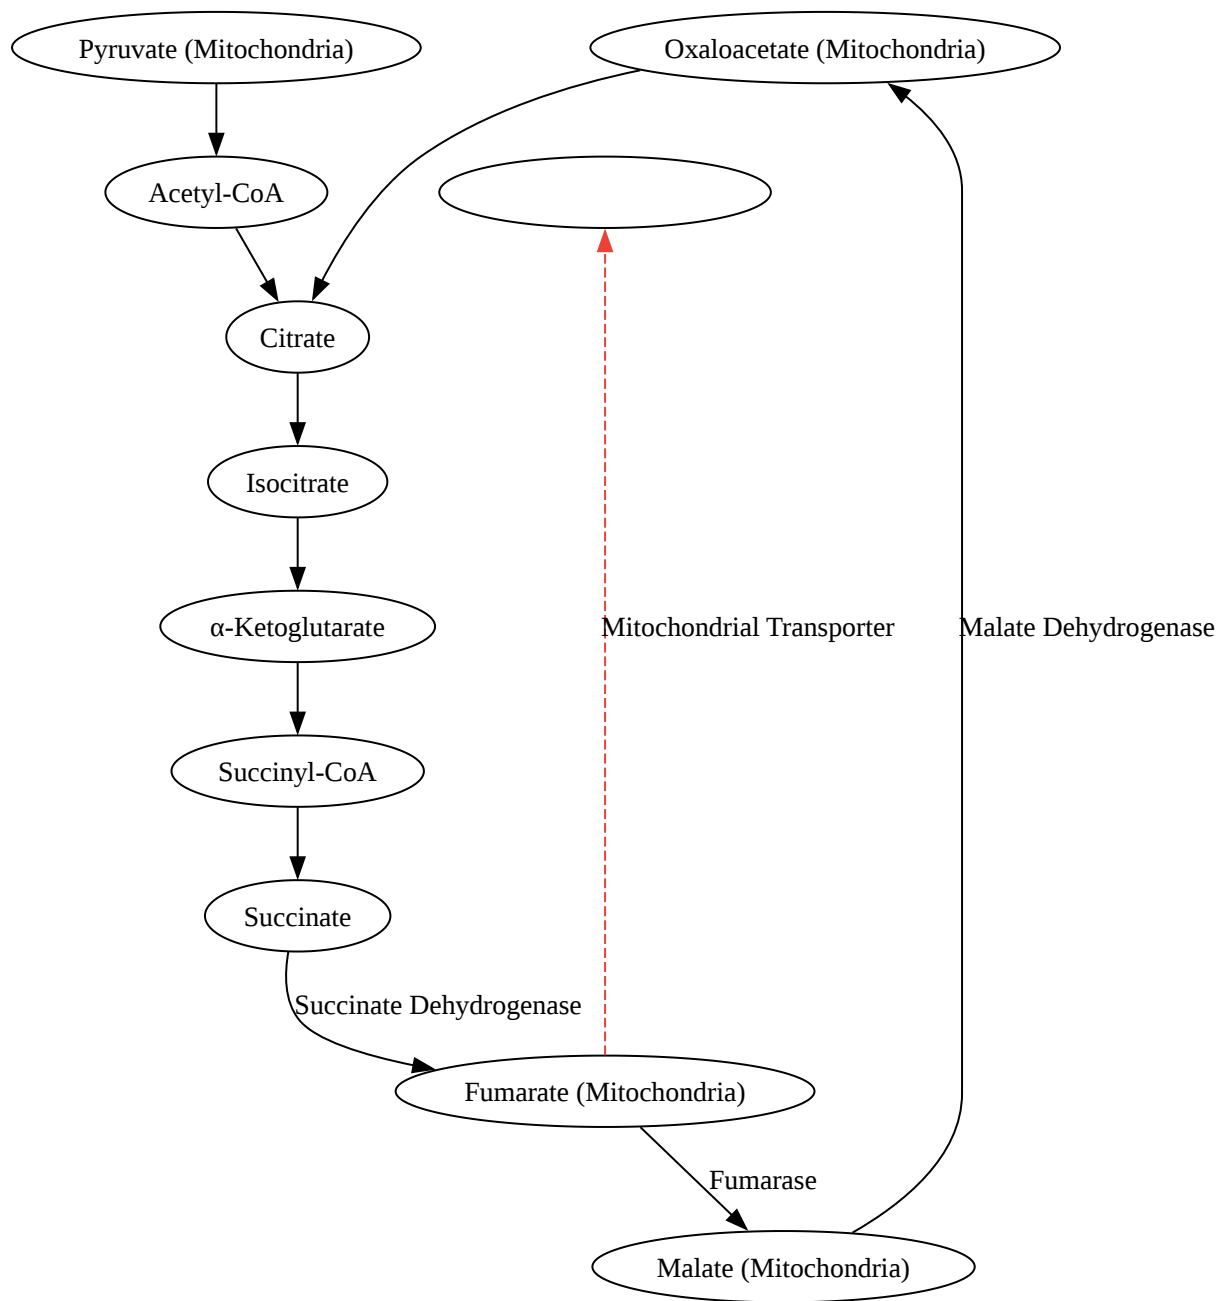 Pyruvate (Mitochondria)
Oxaloacetate (Mitochondria)
Acetyl-CoA
Citrate
Isocitrate
α-Ketoglutarate
Mitochondrial Transporter
Malate Dehydrogenase
Succinyl-CoA
Succinate
Succinate Dehydrogenase
Fumarate (Mitochondria)
Fumarase
Malate (Mitochondria)